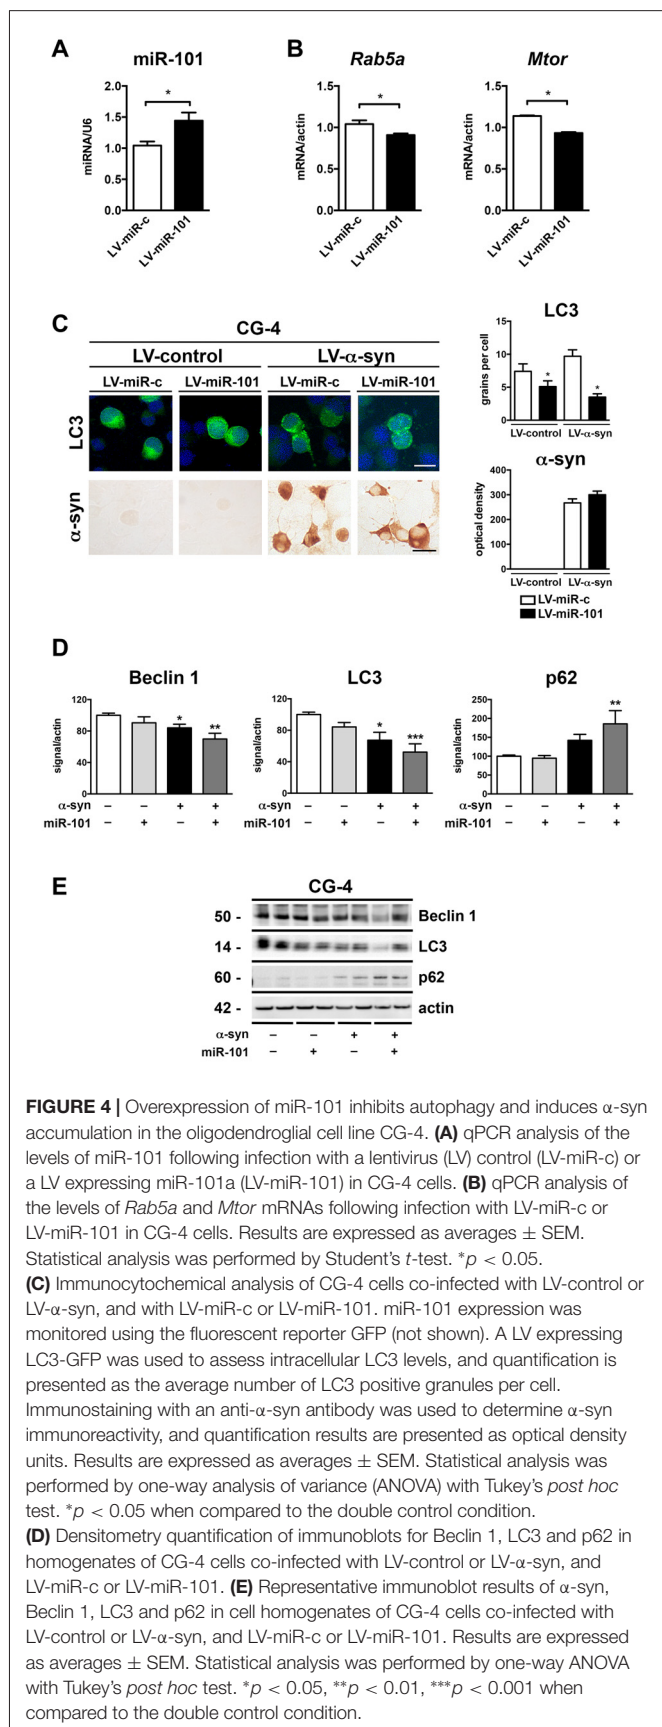 A
miR-101
miRNA/U6
2.0
1.5
1.0
0.5
0.0
*
LV-miR-c
LV-miR-101
B
Rab5a
mRNA/actin
1.5
1.0
0.5
0.0
*
LV-miR-c
LV-miR-101
Mtor
mRNA/actin
1.5
1.0
0.5
0.0
*
LV-miR-c
LV-miR-101
C
CG-4
LV-control LV-α-syn
LV-miR-c LV-miR-101 LV-miR-c LV-miR-101
LC3
α-syn
LC3
grains per cell
15
10
5
0
* *
LV-control LV-α-syn
α-syn
optical density
400
300
200
100
0
LV-control LV-α-syn
LV-miR-c
LV-miR-101
D
Beclin 1
signal/actin
120
80
40
0
* **
α-syn – – + +
miR-101 – + – +
LC3
signal/actin
120
80
40
0
* ***
α-syn – – + +
miR-101 – + – +
p62
signal/actin
250
200
150
100
50
0
**
α-syn – – + +
miR-101 – + – +
E
CG-4
50 - Beclin 1
14 - LC3
60 - p62
42 - actin
α-syn – – + +
miR-101 – + – +
FIGURE 4 | Overexpression of miR-101 inhibits autophagy and induces α-syn
accumulation in the oligodendroglial cell line CG-4. (A) qPCR analysis of the
levels of miR-101 following infection with a lentivirus (LV) control (LV-miR-c) or
a LV expressing miR-101a (LV-miR-101) in CG-4 cells. (B) qPCR analysis of
the levels of Rab5a and Mtor mRNAs following infection with LV-miR-c or
LV-miR-101 in CG-4 cells. Results are expressed as averages ± SEM.
Statistical analysis was performed by Student's t-test. *p < 0.05.
(C) Immunocytochemical analysis of CG-4 cells co-infected with LV-control or
LV-α-syn, and with LV-miR-c or LV-miR-101. miR-101 expression was
monitored using the fluorescent reporter GFP (not shown). A LV expressing
LC3-GFP was used to assess intracellular LC3 levels, and quantification is
presented as the average number of LC3 positive granules per cell.
Immunostaining with an anti-α-syn antibody was used to determine α-syn
immunoreactivity, and quantification results are presented as optical density
units. Results are expressed as averages ± SEM. Statistical analysis was
performed by one-way analysis of variance (ANOVA) with Tukey's post hoc
test. *p < 0.05 when compared to the double control condition.
(D) Densitometry quantification of immunoblots for Beclin 1, LC3 and p62 in
homogenates of CG-4 cells co-infected with LV-control or LV-α-syn, and
LV-miR-c or LV-miR-101. (E) Representative immunoblot results of α-syn,
Beclin 1, LC3 and p62 in cell homogenates of CG-4 cells co-infected with
LV-control or LV-α-syn, and LV-miR-c or LV-miR-101. Results are expressed
as averages ± SEM. Statistical analysis was performed by one-way ANOVA
with Tukey's post hoc test. *p < 0.05, **p < 0.01, ***p < 0.001 when
compared to the double control condition.